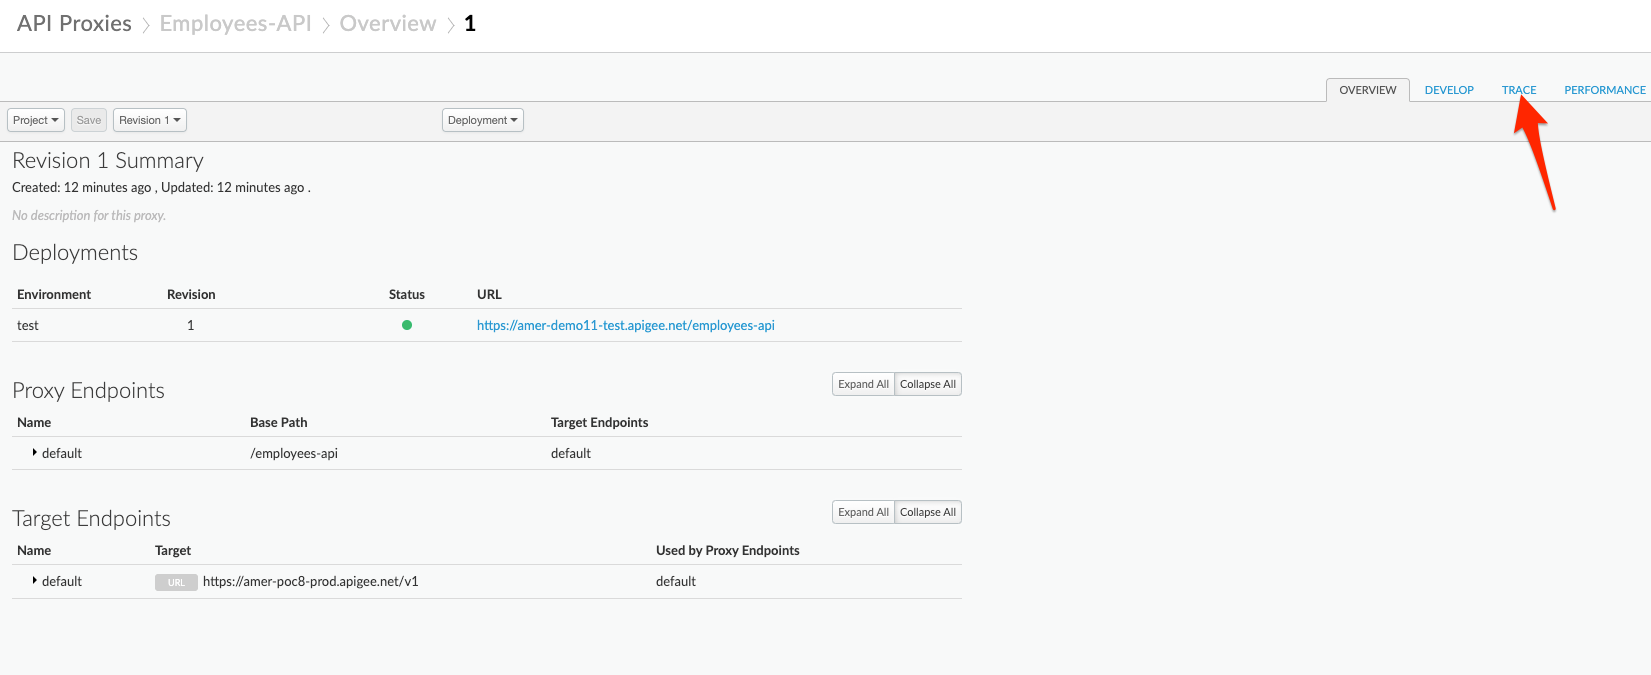 API Proxies > Employees-API > Overview > 1
OVERVIEW DEVELOP TRACE PERFORMANCE
Project Save Revision 1 Deployment
Revision 1 Summary
Created: 12 minutes ago , Updated: 12 minutes ago .
No description for this proxy.
Deployments
Environment Revision Status URL
test 1 https://amer-demo11-test.apigee.net/employees-api
Proxy Endpoints Expand All Collapse All
Name Base Path Target Endpoints
default /employees-api default
Target Endpoints Expand All Collapse All
Name Target Used by Proxy Endpoints
default URL https://amer-poc8-prod.apigee.net/v1 default